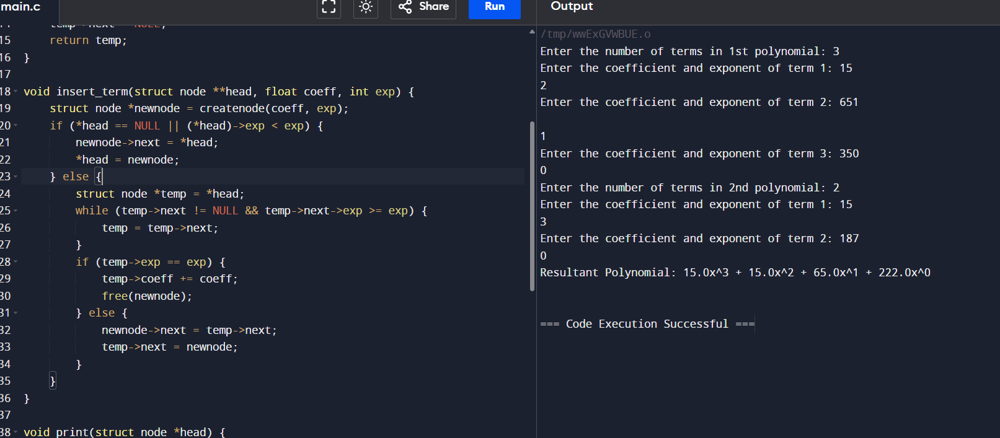 main.c
Share
Run
Output
temp->next = NULL;
15 return temp;
16 }
17
18 void insert_term(struct node **head, float coeff, int exp) {
19 struct node *newnode = createnode(coeff, exp);
20 if (*head == NULL || (*head)->exp < exp) {
21 newnode->next = *head;
22 *head = newnode;
23 } else {
24 struct node *temp = *head;
25 while (temp->next != NULL && temp->next->exp >= exp) {
26 temp = temp->next;
27 }
28 if (temp->exp == exp) {
29 temp->coeff += coeff;
30 free(newnode);
31 } else {
32 newnode->next = temp->next;
33 temp->next = newnode;
34 }
35 }
36 }
37
38 void print(struct node *head) {
/tmp/wwExGVWBUE.o
Enter the number of terms in 1st polynomial: 3
Enter the coefficient and exponent of term 1: 15
2
Enter the coefficient and exponent of term 2: 651
1
Enter the coefficient and exponent of term 3: 350
0
Enter the number of terms in 2nd polynomial: 2
Enter the coefficient and exponent of term 1: 15
3
Enter the coefficient and exponent of term 2: 187
0
Resultant Polynomial: 15.0x^3 + 15.0x^2 + 65.0x^1 + 222.0x^0
=== Code Execution Successful ===